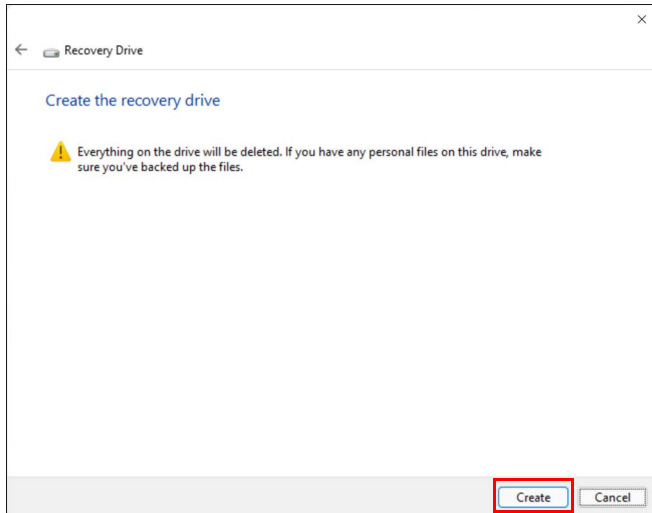 Recovery Drive
Create the recovery drive
Everything on the drive will be deleted. If you have any personal files on this drive, make
sure you've backed up the files.
Create
Cancel